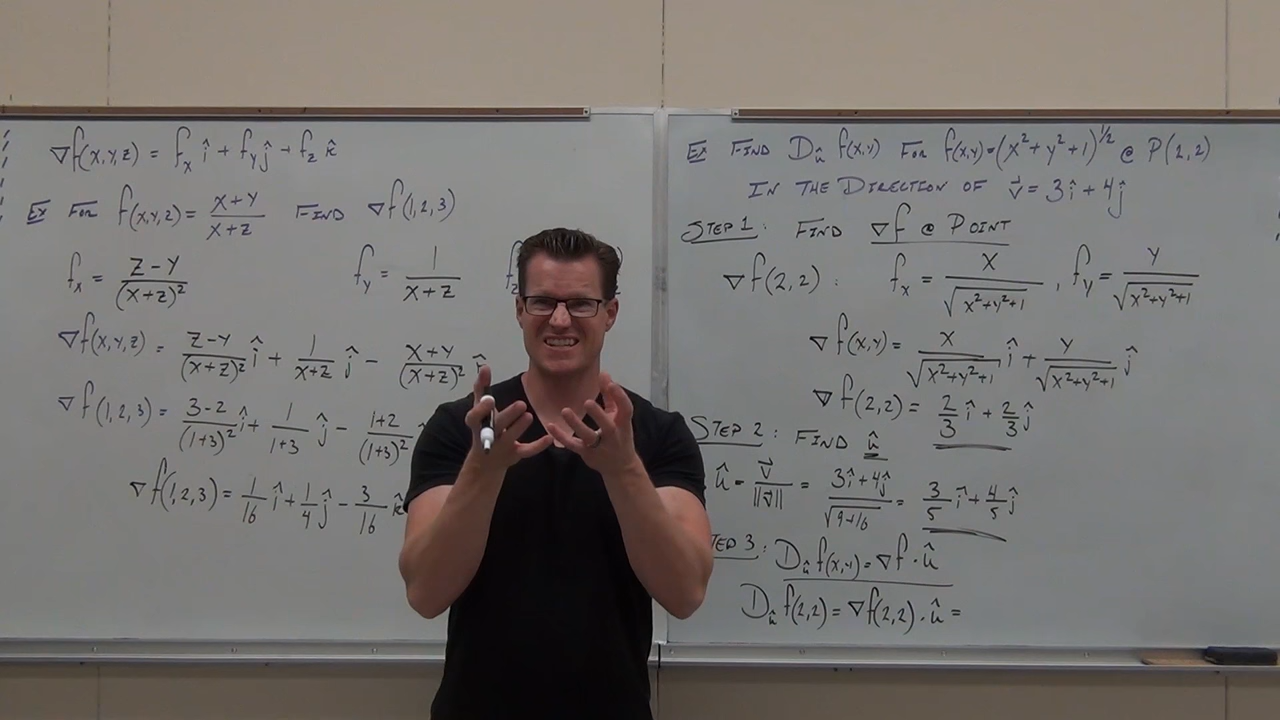 ∇f(x,y,z) = f_x î + f_y ĵ + f_z k̂
Ex For f(x,y,z) = (x+y)/(x+z) Find ∇f(1,2,3)
f_x = (z-y)/(x+z)² f_y = 1/(x+z)
∇f(x,y,z) = (z-y)/(x+z)² î + 1/(x+z) ĵ - (x+y)/(x+z)² k̂
∇f(1,2,3) = (3-2)/(1+3)² î + 1/(1+3) ĵ - (1+2)/(1+3)²
∇f(1,2,3) = 1/16 î + 1/4 ĵ - 3/16 k̂
Ex Find D_û f(x,y) For f(x,y)=(x²+y²+1)^{1/2} @ P(2,2)
In the Direction of v⃗ = 3î + 4ĵ
Step 1: Find ∇f @ Point
∇f(2,2): f_x = x/√(x²+y²+1), f_y = y/√(x²+y²+1)
∇f(x,y) = x/√(x²+y²+1) î + y/√(x²+y²+1) ĵ
∇f(2,2) = 2/3 î + 2/3 ĵ
Step 2: Find û
û = v⃗/||v⃗|| = (3î+4ĵ)/√(9+16) = 3/5 î + 4/5 ĵ
Step 3: D_û f(x,y) = ∇f · û
D_û f(2,2) = ∇f(2,2) · û =